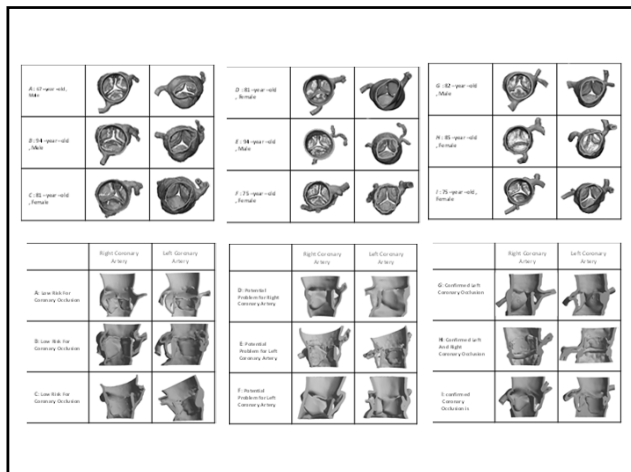 A : 87 –year –old,
Male
B : 94 –year –old
, Male
C : 81 –year –old
, Female
D : 81 –year –old
, Female
E : 94 –year –old
, Male
F : 75 –year –old
, Female
G : 82 –year –old
, Male
H : 85 –year –old
, Female
I : 75 –year –old,
Female
Right Coronary
Artery
Left Coronary
Artery
A: Low Risk for
Coronary Occlusion
B: Low Risk for
Coronary Occlusion
C: Low Risk for
Coronary Occlusion
Right Coronary
Artery
Left Coronary
Artery
D: Potential
Problem for Right
Coronary Artery
E: Potential
Problem for Left
Coronary Artery
F: Potential
Problem for Left
Coronary Artery
Right Coronary
Artery
Left Coronary
Artery
G: Confirmed Left
Coronary Occlusion
H: Confirmed Left
And Right
Coronary Occlusion
I: confirmed
Coronary
Occlusion in